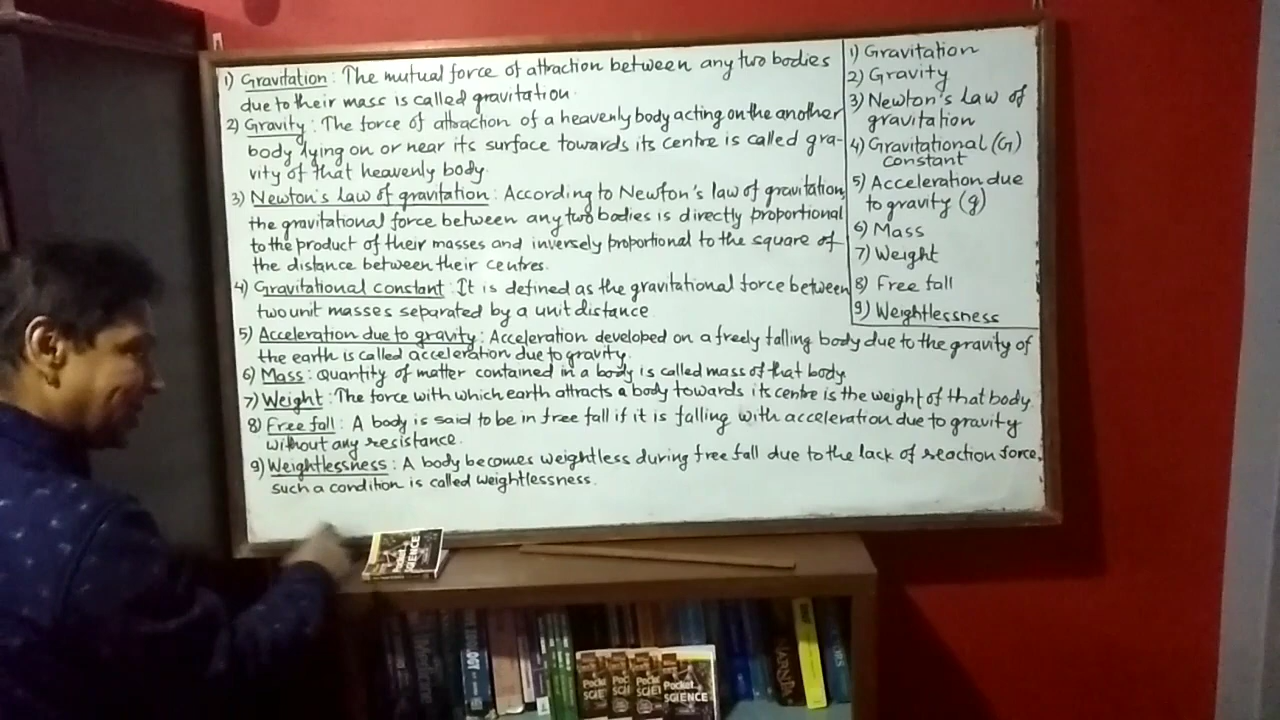 1) Gravitation : The mutual force of attraction between any two bodies
due to their mass is called gravitation.
2) Gravity : The force of attraction of a heavenly body acting on the another
body lying on or near its surface towards its centre is called gra-
vity of that heavenly body.
3) Newton's Law of gravitation : According to Newton's law of gravitation,
the gravitational force between any two bodies is directly proportional
to the product of their masses and inversely proportional to the square of
the distance between their centres.
4) Gravitational constant : It is defined as the gravitational force between
two unit masses separated by a unit distance
5) Acceleration due to gravity : Acceleration developed on a freely falling body due to the gravity of
the earth is called acceleration due to gravity.
6) Mass : Quantity of matter contained in a body is called mass of that body.
7) Weight : The force with which earth attracts a body towards its centre is the weight of that body.
8) Free fall : A body is said to be in free fall if it is falling with acceleration due to gravity
without any resistance.
9) Weightlessness : A body becomes weightless during free fall due to the lack of reaction force,
such a condition is called weightlessness.
1) Gravitation
2) Gravity
3) Newton's Law of
gravitation
4) Gravitational (G)
constant
5) Acceleration due
to gravity (g)
6) Mass
7) Weight
8) Free fall
9) Weightlessness
Pocket
SCIENCE
Pocket
SCIENCE